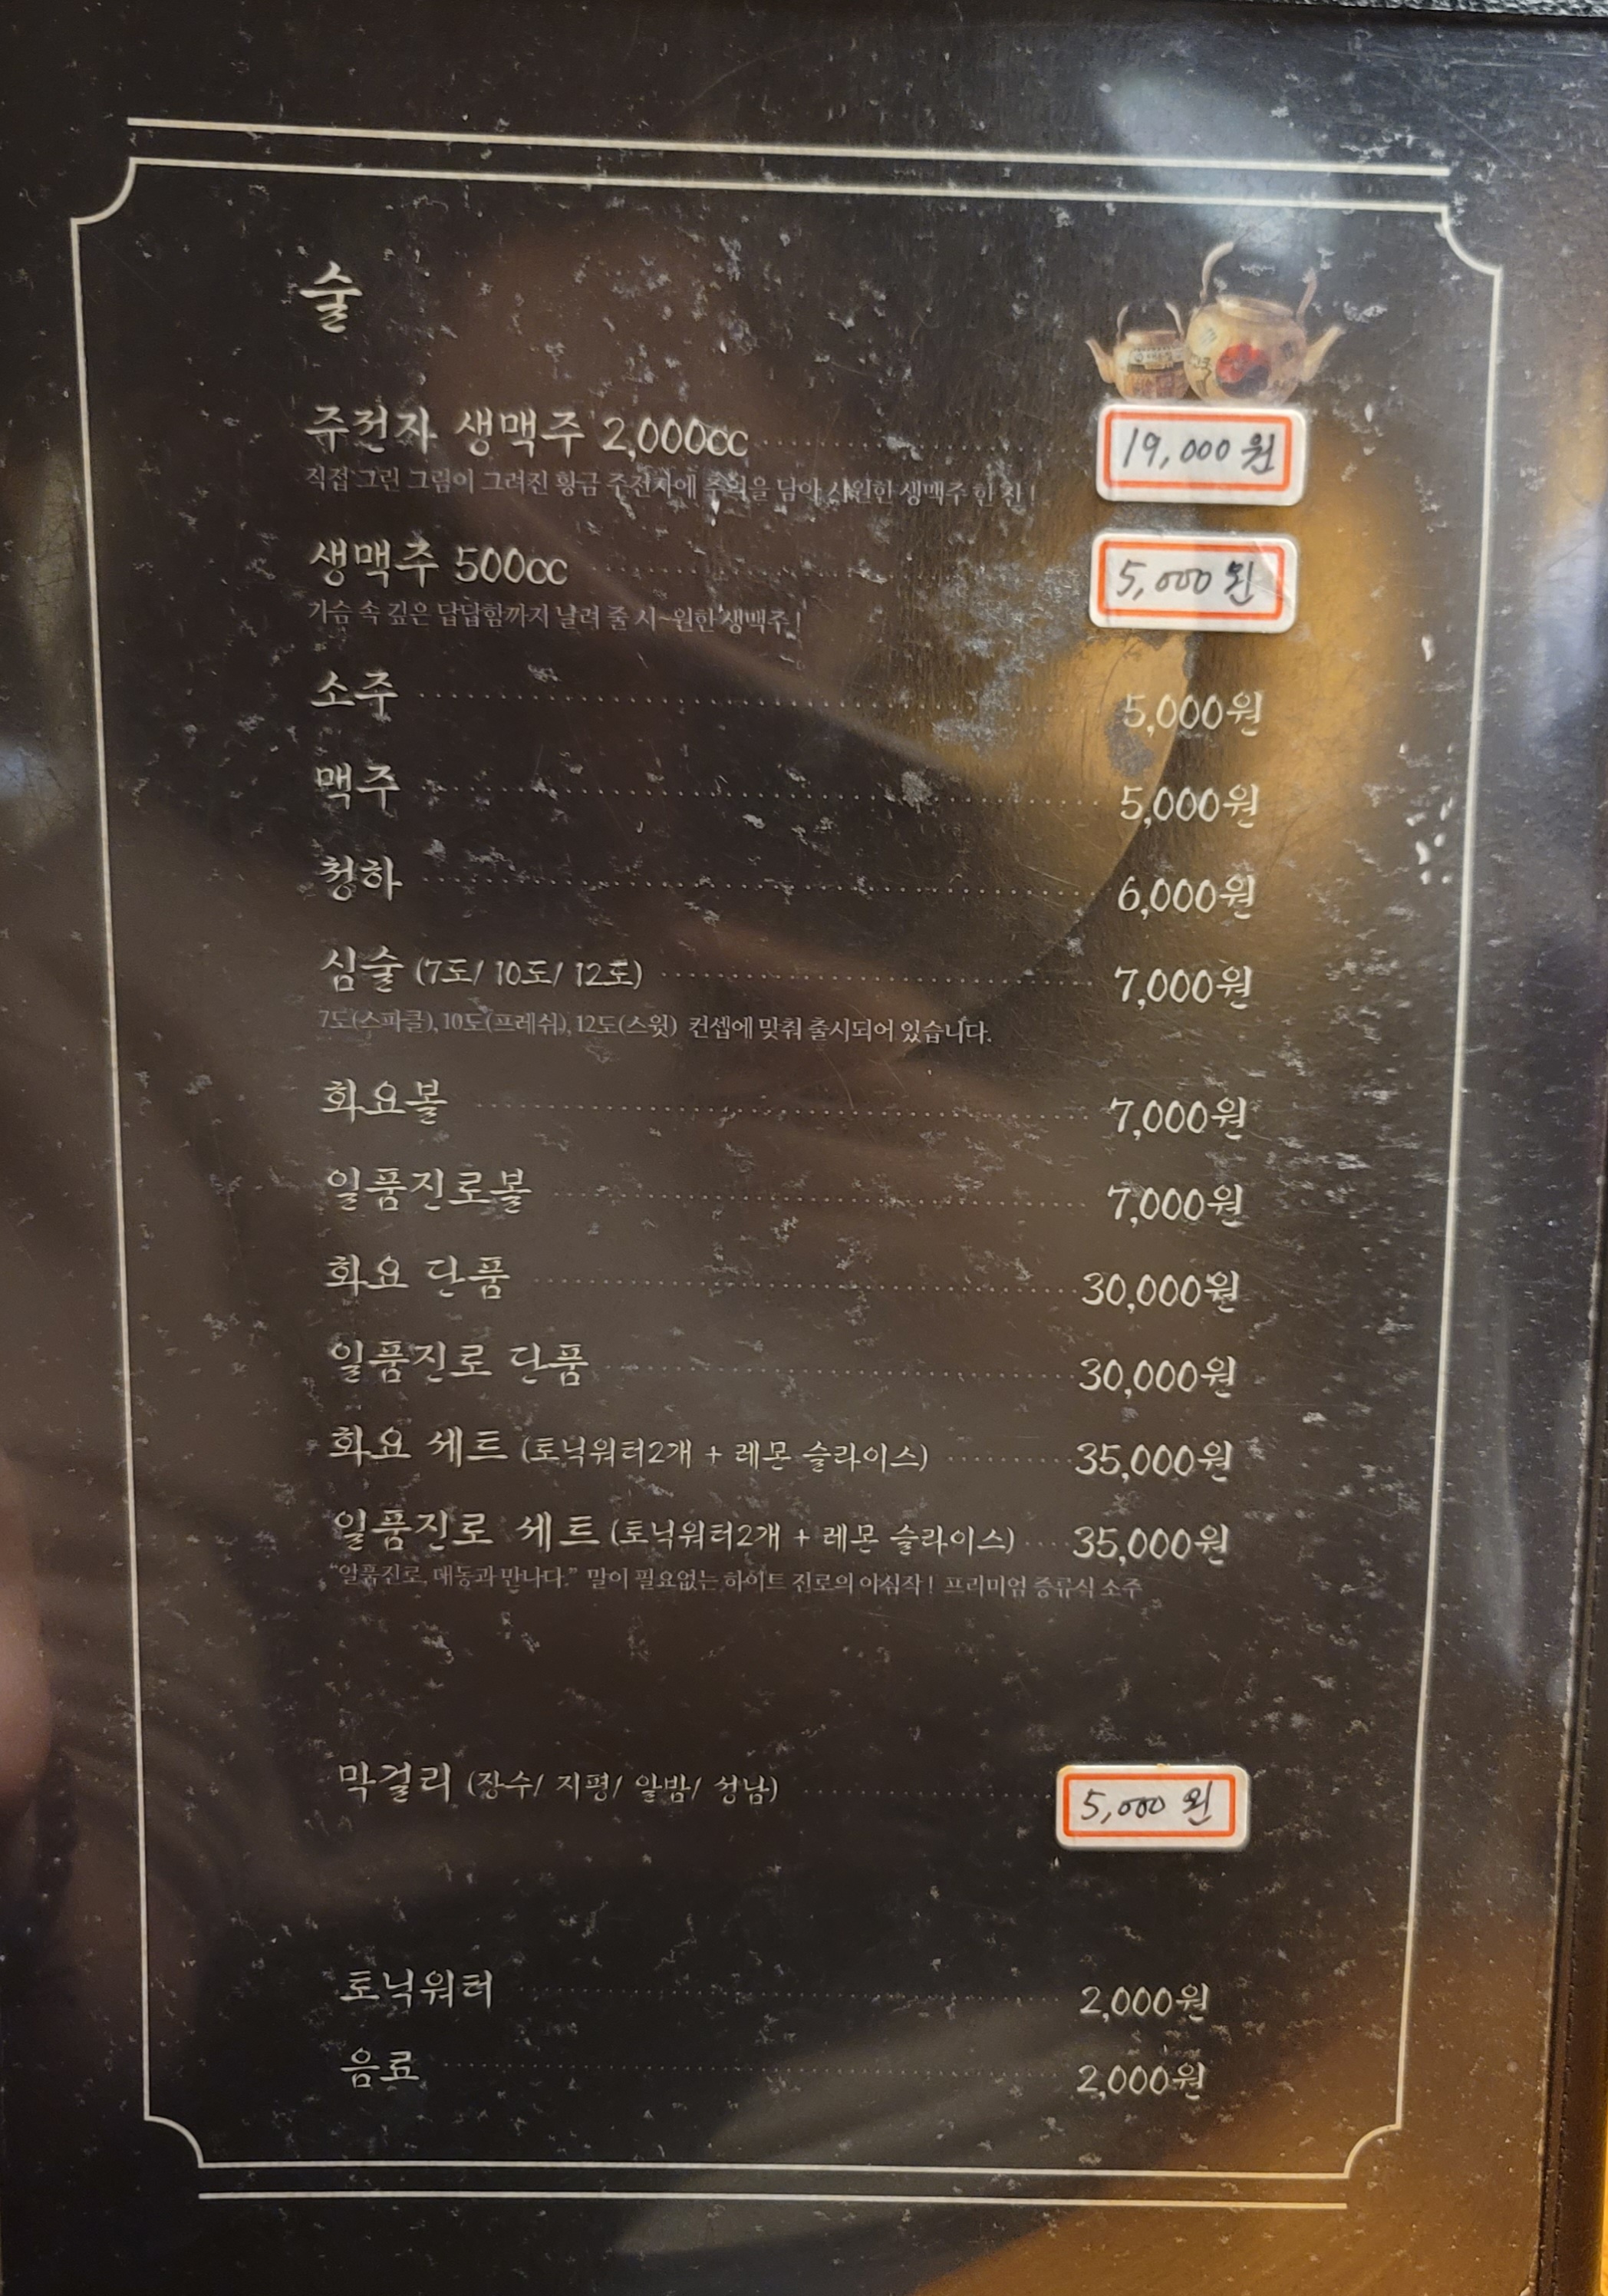 술
주전자 생맥주 2,000cc 19,000원
직접 그린 그림이 그려진 황금 주전자에 추억을 담아 시원한 생맥주 한 잔!
생맥주 500cc 5,000원
가슴 속 깊은 답답함까지 날려 줄 시~원한 생맥주!
소주 5,000원
맥주 5,000원
청하 6,000원
심술 (7도/ 10도/ 12도) 7,000원
7도(스파클), 10도(프레쉬), 12도(스윗) 컨셉에 맞춰 출시되어 있습니다.
화요볼 7,000원
일품진로볼 7,000원
화요 단품 30,000원
일품진로 단품 30,000원
화요 세트 (토닉워터2개 + 레몬 슬라이스) 35,000원
일품진로 세트 (토닉워터2개 + 레몬 슬라이스) 35,000원
"일품진로, 대동과 만나다." 말이 필요없는 하이트 진로의 야심작! 프리미엄 증류식 소주
막걸리 (장수/ 지평/ 알밤/ 성남) 5,000원
토닉워터 2,000원
음료 2,000원